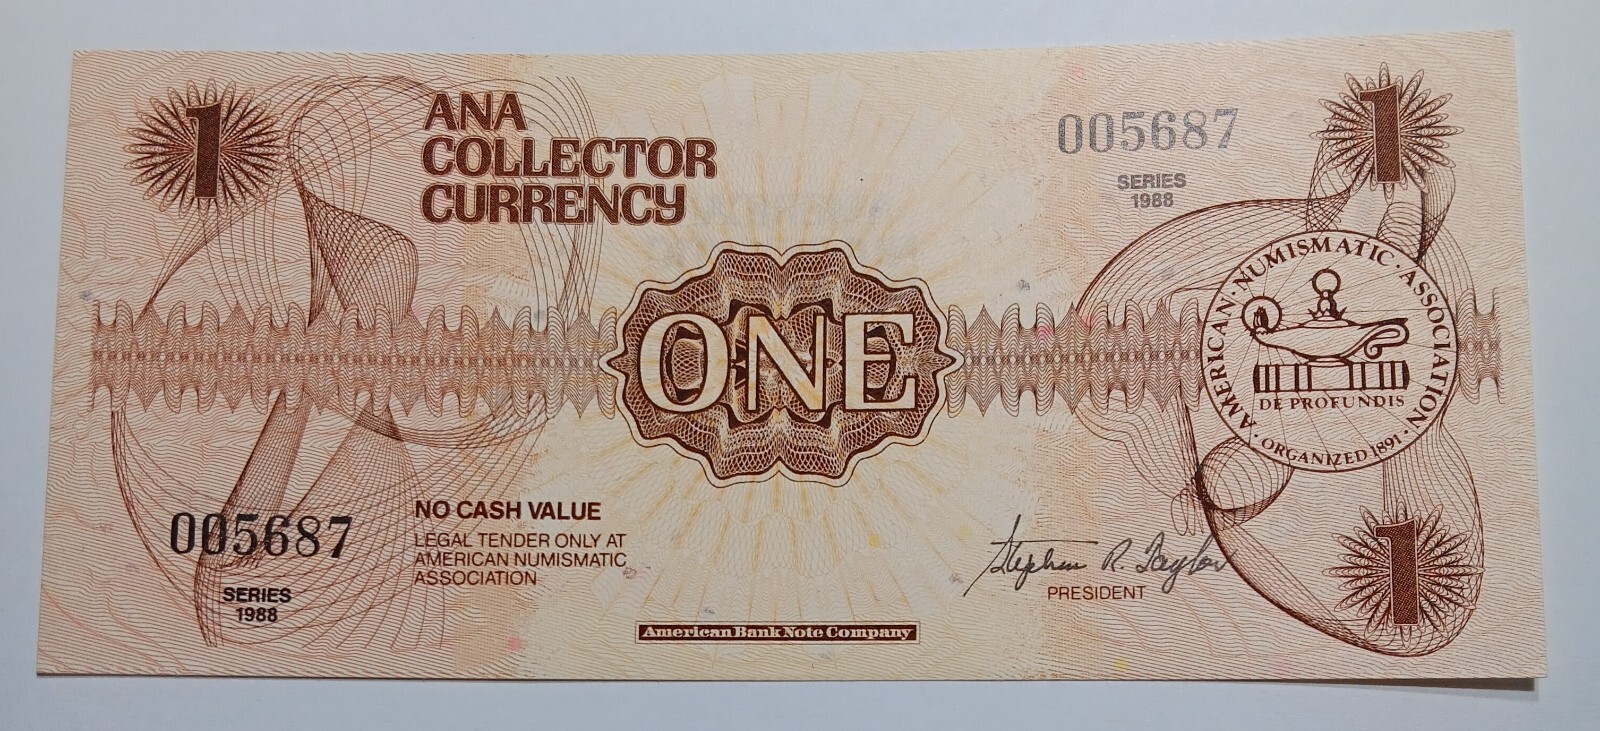 1
ANA
COLLECTOR
CURRENCY
005687
SERIES
1988
1
ONE
AMERICAN · NUMISMATIC · ASSOCIATION
DE PROFUNDIS
· ORGANIZED 1891 ·
005687
SERIES
1988
NO CASH VALUE
LEGAL TENDER ONLY AT
AMERICAN NUMISMATIC
ASSOCIATION
Stephen R. Taylor
PRESIDENT
1
American Bank Note Company